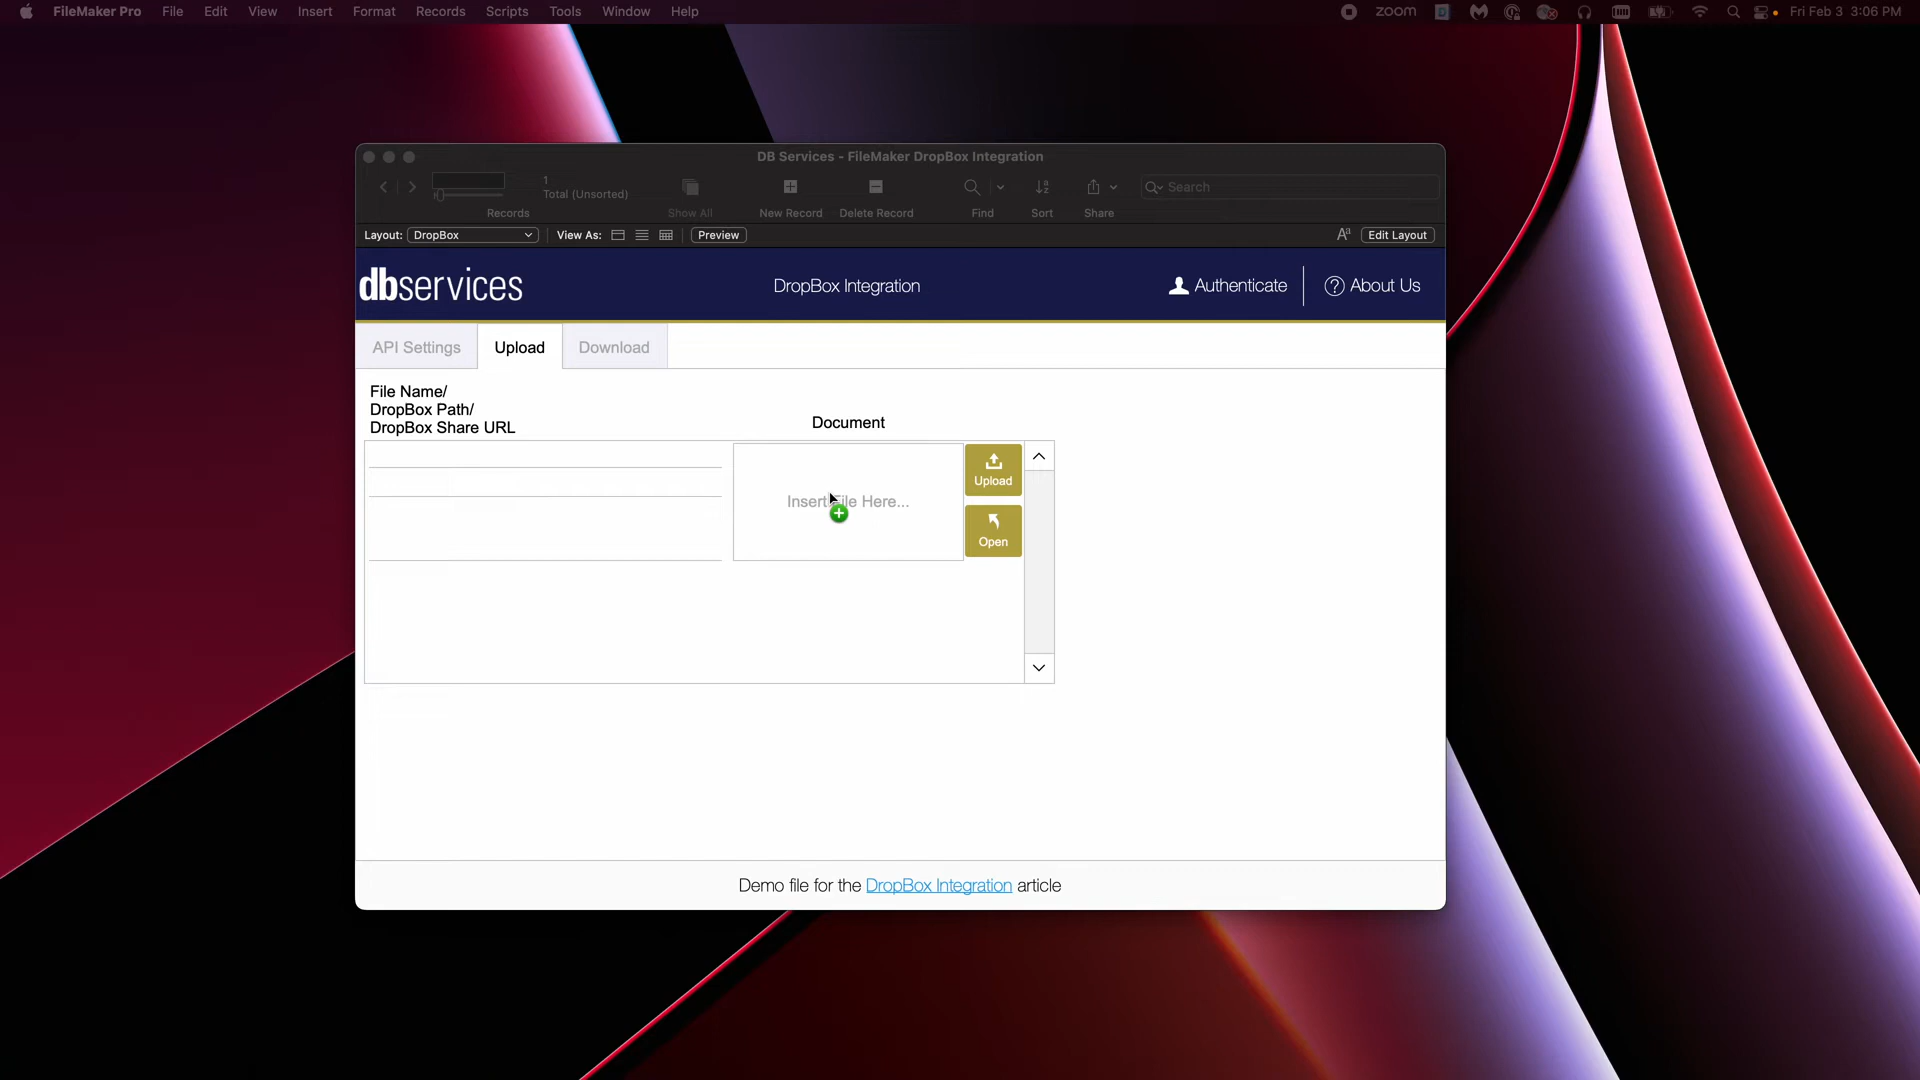 FileMaker Pro File Edit View Insert Format Records Scripts Tools Window Help zoom Fri Feb 3 3:06 PM
DB Services - FileMaker DropBox Integration
1
Total (Unsorted)
Search
Records Show All New Record Delete Record Find Sort Share
Layout: DropBox View As: Preview Aª Edit Layout
dbservices DropBox Integration Authenticate ? About Us
API Settings Upload Download
File Name/
DropBox Path/
DropBox Share URL
Document
Upload
Insert File Here...
Open
Demo file for the DropBox Integration article